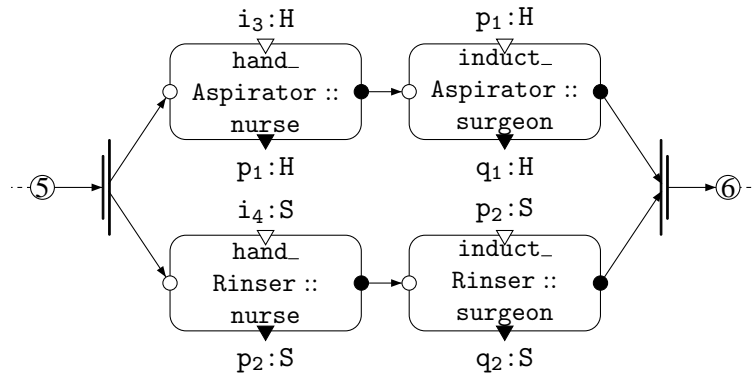 i₃:H
hand_
Aspirator ::
nurse
p₁:H
p₁:H
induct_
Aspirator ::
surgeon
q₁:H
5
6
i₄:S
hand_
Rinser ::
nurse
p₂:S
p₂:S
induct_
Rinser ::
surgeon
q₂:S